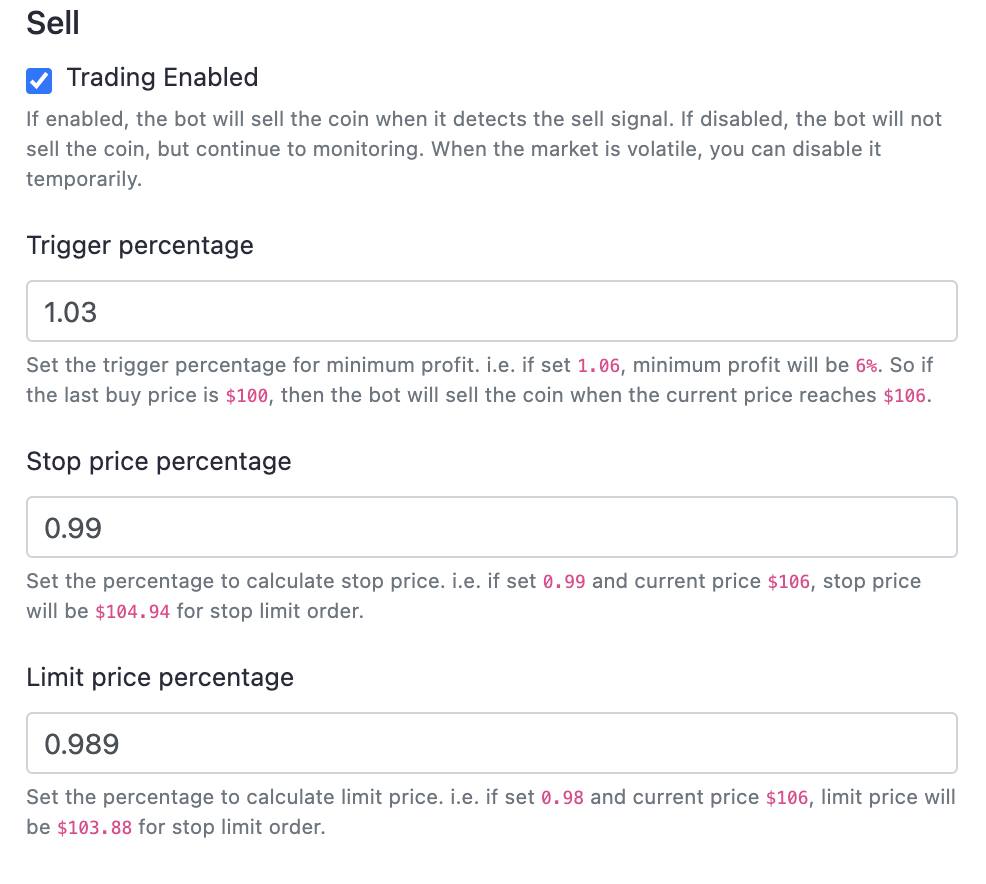 Sell
Trading Enabled
If enabled, the bot will sell the coin when it detects the sell signal. If disabled, the bot will not
sell the coin, but continue to monitoring. When the market is volatile, you can disable it
temporarily.
Trigger percentage
1.03
Set the trigger percentage for minimum profit. i.e. if set 1.06, minimum profit will be 6%. So if
the last buy price is $100, then the bot will sell the coin when the current price reaches $106.
Stop price percentage
0.99
Set the percentage to calculate stop price. i.e. if set 0.99 and current price $106, stop price
will be $104.94 for stop limit order.
Limit price percentage
0.989
Set the percentage to calculate limit price. i.e. if set 0.98 and current price $106, limit price will
be $103.88 for stop limit order.